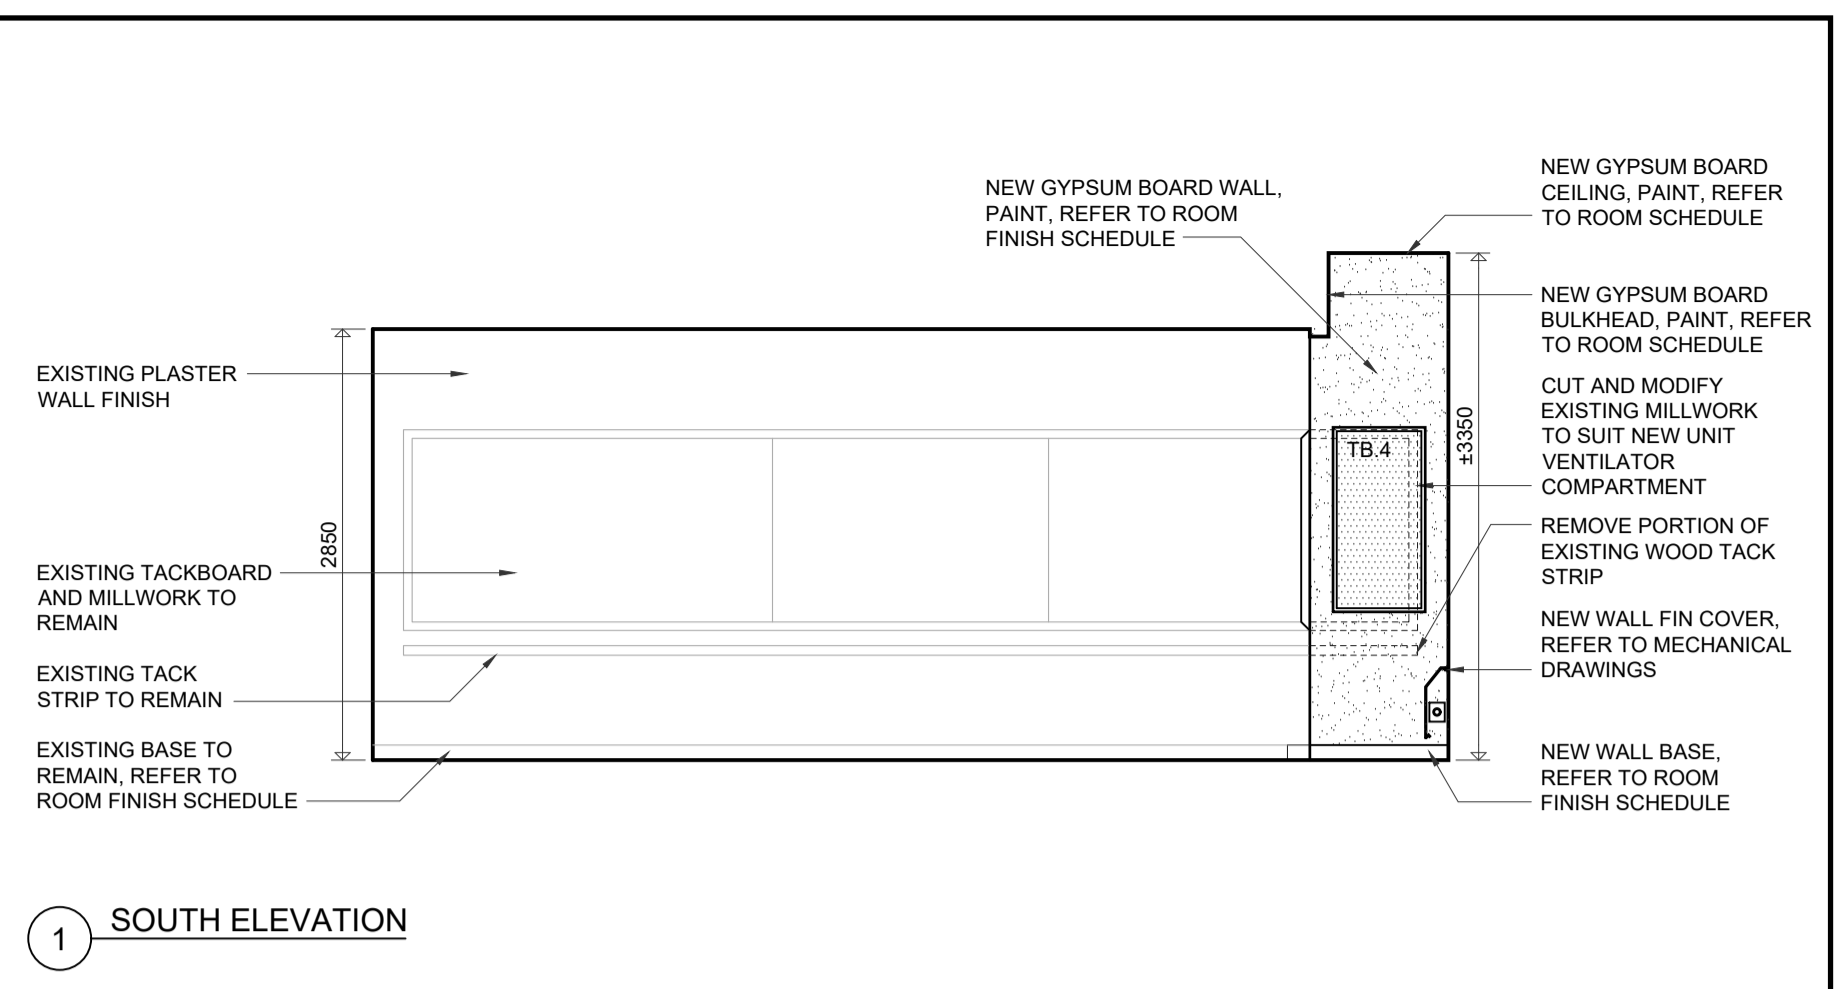 NEW GYPSUM BOARD WALL,
PAINT, REFER TO ROOM
FINISH SCHEDULE
NEW GYPSUM BOARD
CEILING, PAINT, REFER
TO ROOM SCHEDULE
NEW GYPSUM BOARD
BULKHEAD, PAINT, REFER
TO ROOM SCHEDULE
CUT AND MODIFY
EXISTING MILLWORK
TO SUIT NEW UNIT
VENTILATOR
COMPARTMENT
REMOVE PORTION OF
EXISTING WOOD TACK
STRIP
NEW WALL FIN COVER,
REFER TO MECHANICAL
DRAWINGS
NEW WALL BASE,
REFER TO ROOM
FINISH SCHEDULE
EXISTING PLASTER
WALL FINISH
EXISTING TACKBOARD
AND MILLWORK TO
REMAIN
EXISTING TACK
STRIP TO REMAIN
EXISTING BASE TO
REMAIN, REFER TO
ROOM FINISH SCHEDULE
2850
TB.4
±3350
1
SOUTH ELEVATION